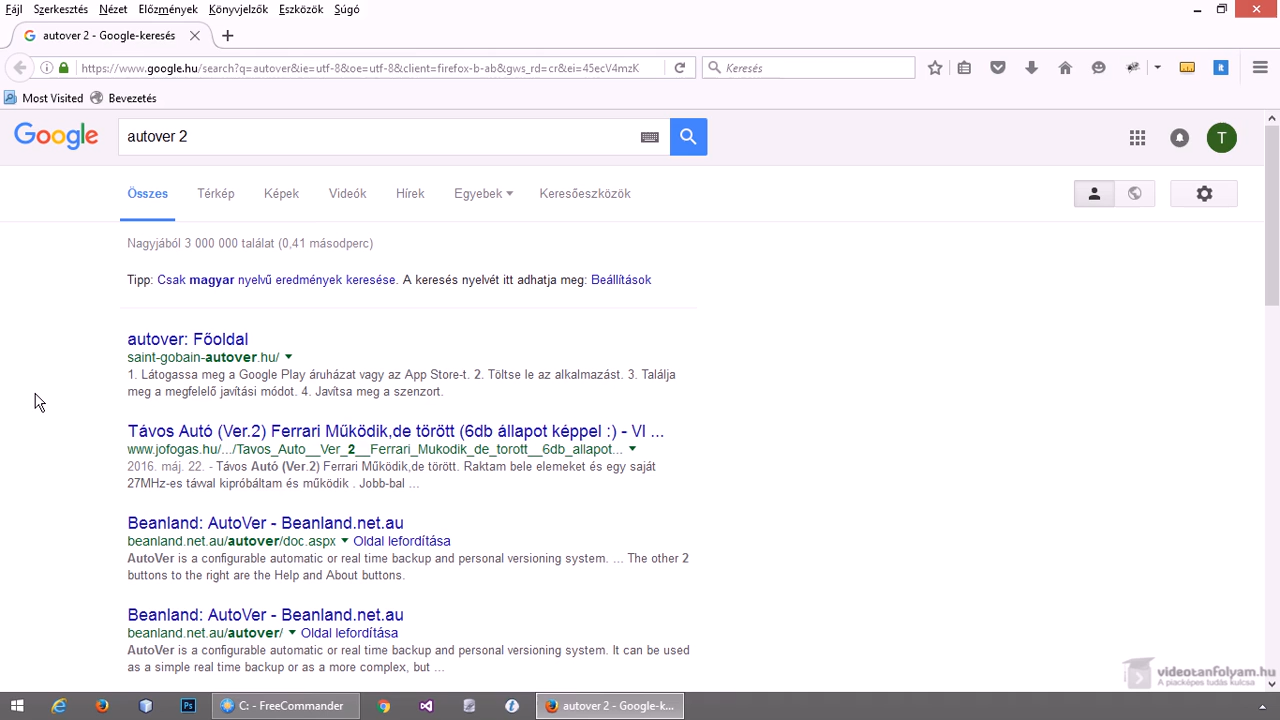 Fájl Szerkesztés Nézet Előzmények Könyvjelzők Eszközök Súgó
autover 2 - Google-keresés
https://www.google.hu/search?q=autover&ie=utf-8&oe=utf-8&client=firefox-b-ab&gws_rd=cr&ei=45ecV4mzK
Keresés
Most Visited Bevezetés
Google autover 2 T
Összes Térkép Képek Videók Hírek Egyebek Keresőeszközök
Nagyjából 3 000 000 találat (0,41 másodperc)
Tipp: Csak magyar nyelvű eredmények keresése. A keresés nyelvét itt adhatja meg: Beállítások
autover: Főoldal
saint-gobain-autover.hu/
1. Látogassa meg a Google Play áruházat vagy az App Store-t. 2. Töltse le az alkalmazást. 3. Találja
meg a megfelelő javítási módot. 4. Javítsa meg a szenzort.
Távos Autó (Ver.2) Ferrari Működik,de törött (6db állapot képpel :) - VI ...
www.jofogas.hu/.../Tavos_Auto__Ver_2__Ferrari_Mukodik_de_torott__6db_allapot...
2016. máj. 22. - Távos Autó (Ver.2) Ferrari Működik,de törött. Raktam bele elemeket és egy saját
27MHz-es távval kipróbáltam és működik . Jobb-bal ...
Beanland: AutoVer - Beanland.net.au
beanland.net.au/autover/doc.aspx Oldal lefordítása
AutoVer is a configurable automatic or real time backup and personal versioning system. ... The other 2
buttons to the right are the Help and About buttons.
Beanland: AutoVer - Beanland.net.au
beanland.net.au/autover/ Oldal lefordítása
AutoVer is a configurable automatic or real time backup and personal versioning system. It can be used
as a simple real time backup or as a more complex, but ...
videotanfolyam.hu
A piacképes tudás kulcsa
C: - FreeCommander autover 2 - Google-k...